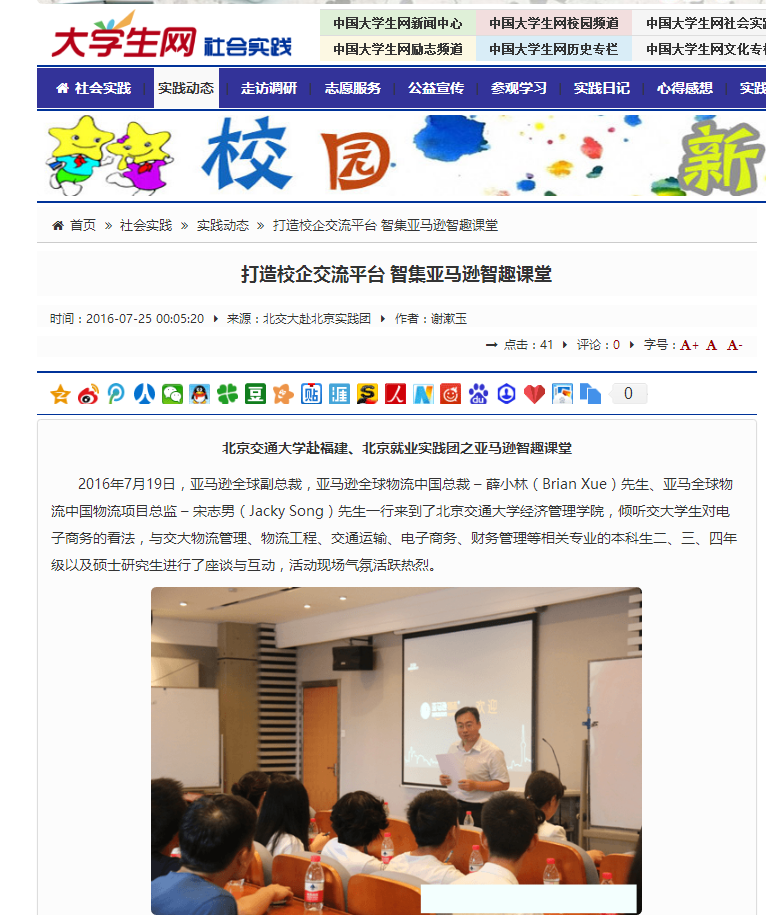 大学生网 社会实践
中国大学生网新闻中心 中国大学生网校园频道 中国大学生网社会实
中国大学生网励志频道 中国大学生网历史专栏 中国大学生网文化专
社会实践 实践动态 走访调研 志愿服务 公益宣传 参观学习 实践日记 心得感想 实践
校园 新
首页 » 社会实践 » 实践动态 » 打造校企交流平台 智集亚马逊智趣课堂
打造校企交流平台 智集亚马逊智趣课堂
时间：2016-07-25 00:05:20 来源：北交大赴北京实践团 作者：谢漱玉
点击：41 评论：0 字号：A+ A A-
豆 贴 涯 S 人 N du 0
北京交通大学赴福建、北京就业实践团之亚马逊智趣课堂
2016年7月19日，亚马逊全球副总裁，亚马逊全球物流中国总裁 – 薛小林（Brian Xue）先生、亚马全球物
流中国物流项目总监 – 宋志男（Jacky Song）先生一行来到了北京交通大学经济管理学院，倾听交大学生对电
子商务的看法，与交大物流管理、物流工程、交通运输、电子商务、财务管理等相关专业的本科生二、三、四年
级以及硕士研究生进行了座谈与互动，活动现场气氛活跃热烈。
欢迎